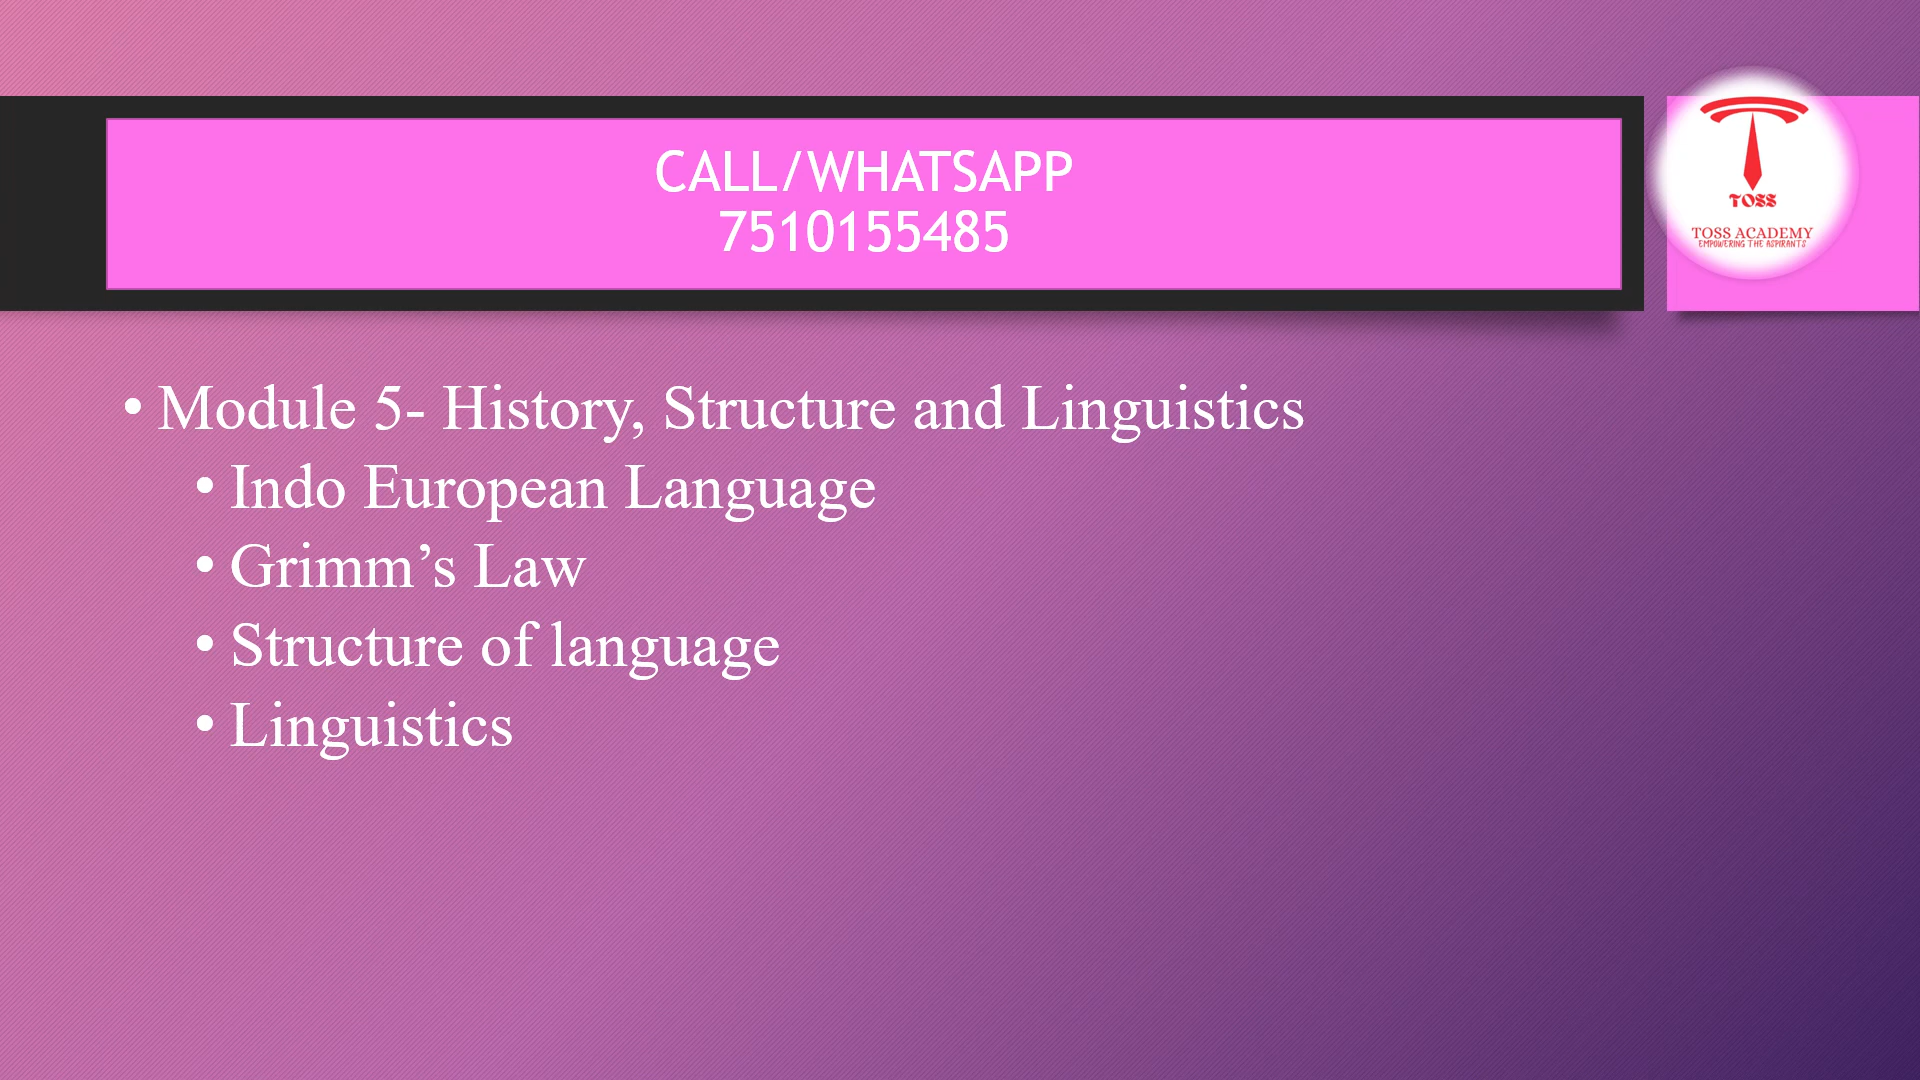 CALL/WHATSAPP
7510155485
TOSS
TOSS ACADEMY
EMPOWERING THE ASPIRANTS
• Module 5- History, Structure and Linguistics
• Indo European Language
• Grimm’s Law
• Structure of language
• Linguistics